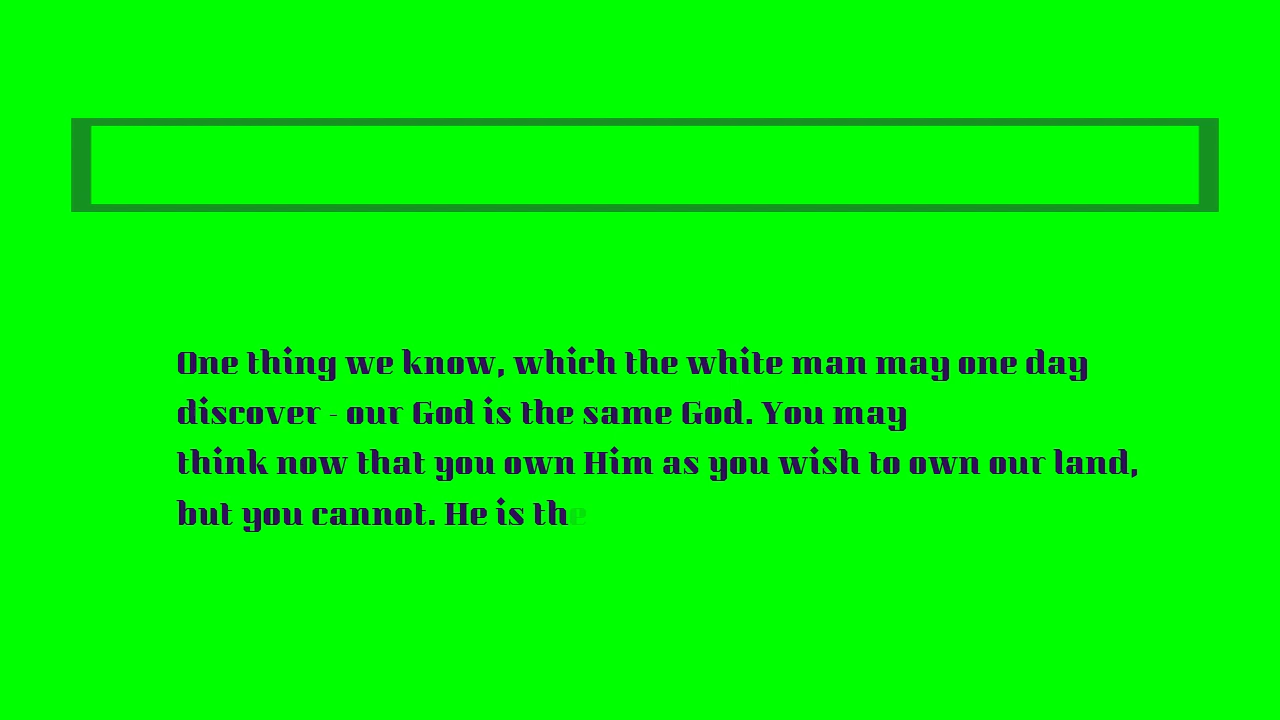 One thing we know, which the white man may one day
discover - our God is the same God. You may
think now that you own Him as you wish to own our land,
but you cannot. He is the